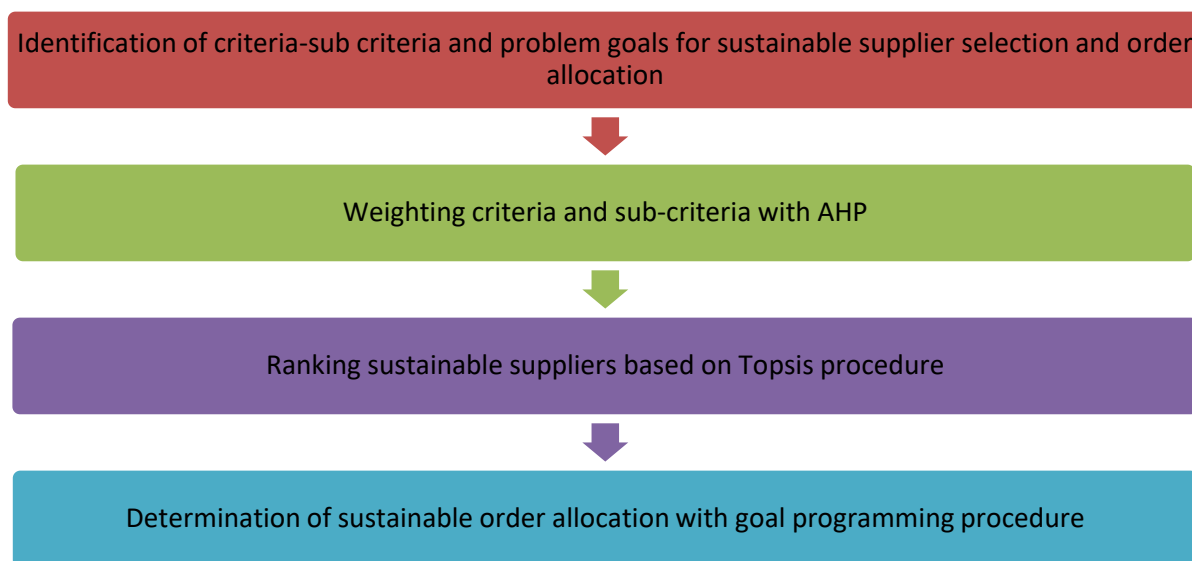 Identification of criteria-sub criteria and problem goals for sustainable supplier selection and order
allocation
Weighting criteria and sub-criteria with AHP
Ranking sustainable suppliers based on Topsis procedure
Determination of sustainable order allocation with goal programming procedure